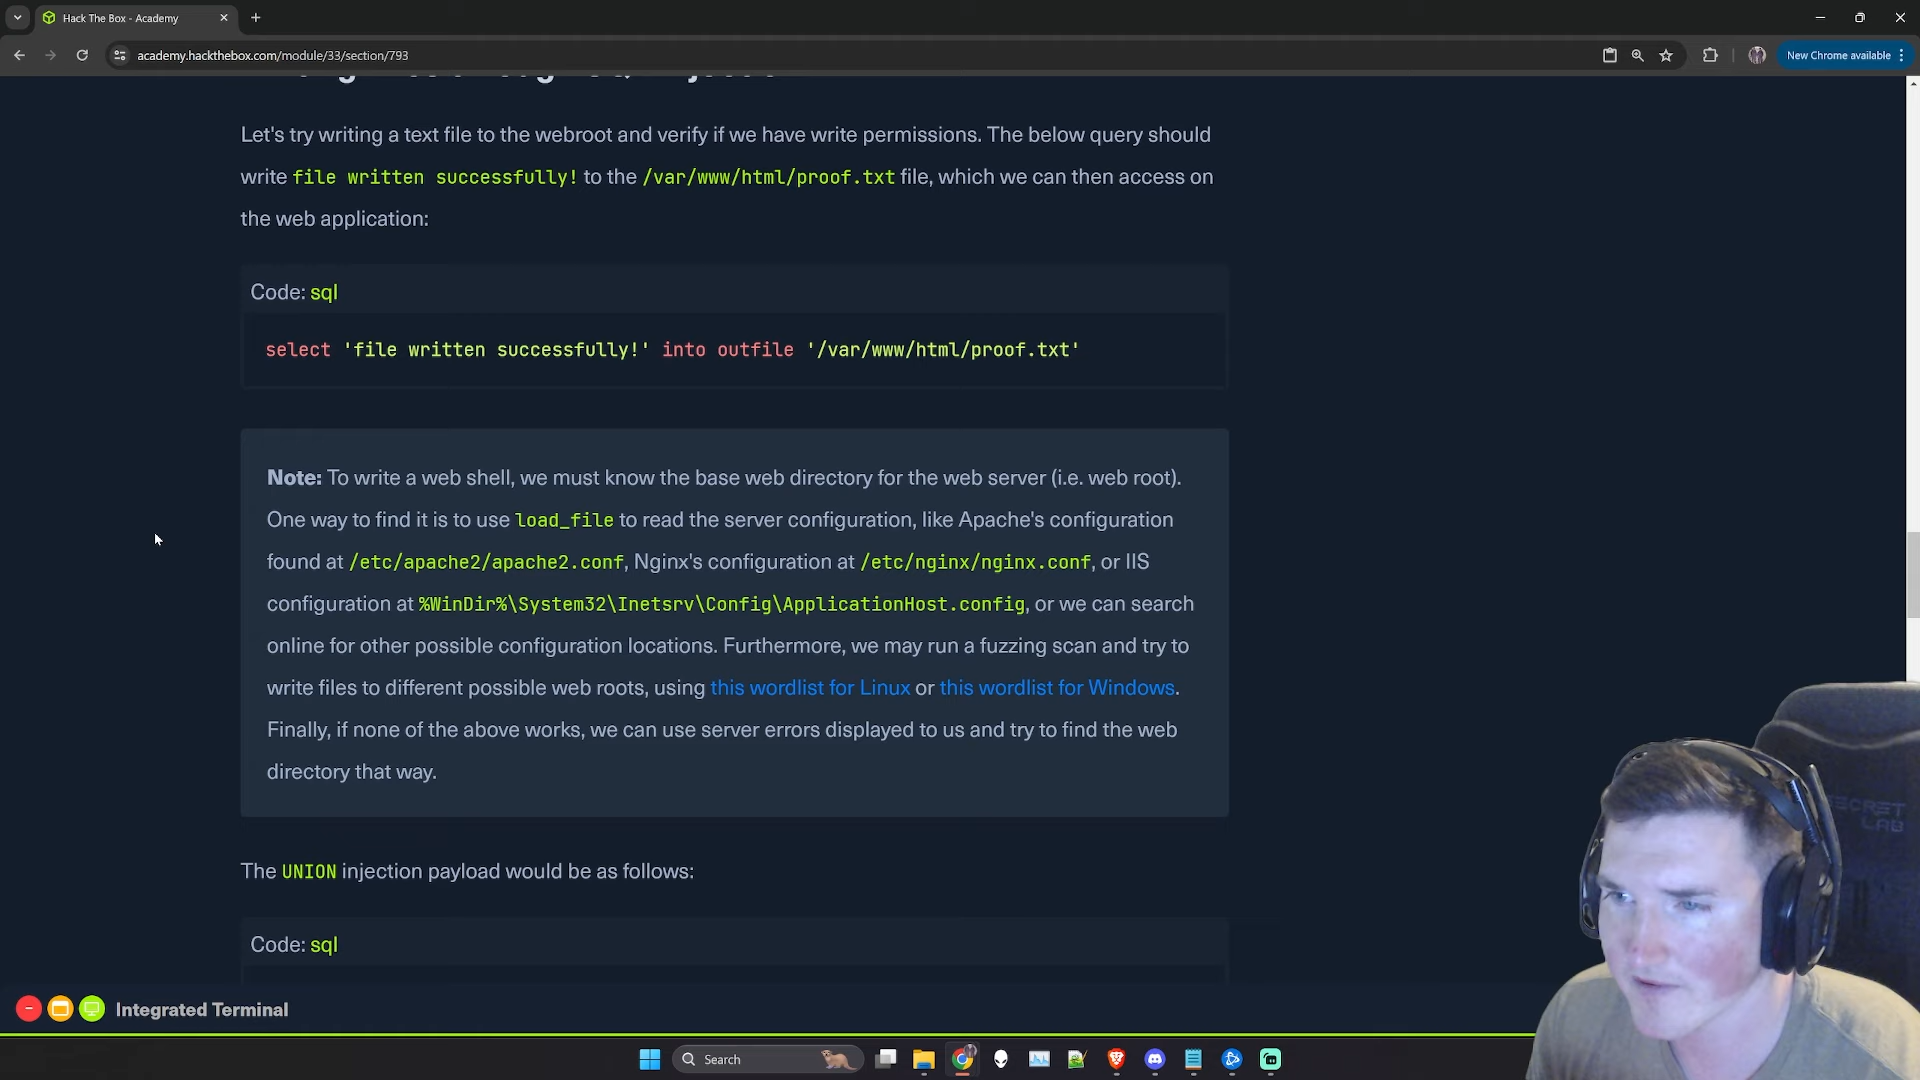 Hack The Box - Academy
academy.hackthebox.com/module/33/section/793
New Chrome available
Let's try writing a text file to the webroot and verify if we have write permissions. The below query should
write file written successfully! to the /var/www/html/proof.txt file, which we can then access on
the web application:
Code: sql
select 'file written successfully!' into outfile '/var/www/html/proof.txt'
Note: To write a web shell, we must know the base web directory for the web server (i.e. web root).
One way to find it is to use load_file to read the server configuration, like Apache's configuration
found at /etc/apache2/apache2.conf, Nginx's configuration at /etc/nginx/nginx.conf, or IIS
configuration at %WinDir%\System32\Inetsrv\Config\ApplicationHost.config, or we can search
online for other possible configuration locations. Furthermore, we may run a fuzzing scan and try to
write files to different possible web roots, using this wordlist for Linux or this wordlist for Windows.
Finally, if none of the above works, we can use server errors displayed to us and try to find the web
directory that way.
The UNION injection payload would be as follows:
Code: sql
Integrated Terminal
SECRET
LAB
Search